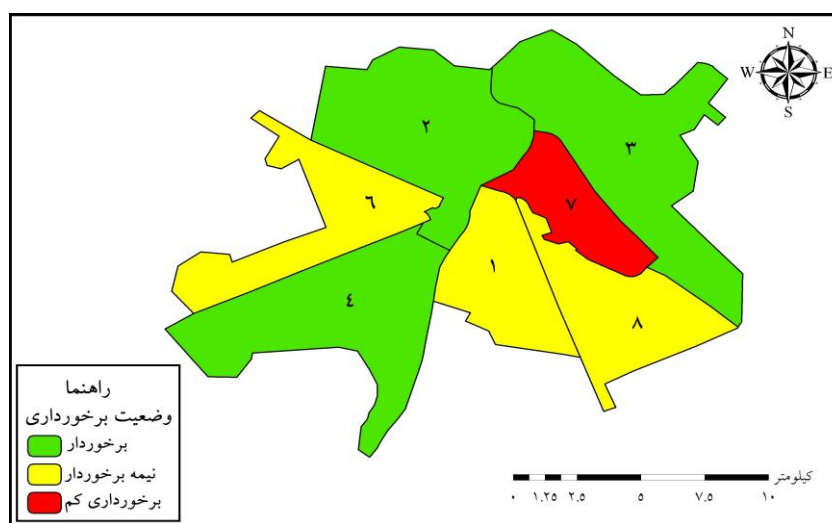 N
W E
S
۲
۳
۶
۷
۱
۴
۸
راهنما
وضعیت برخورداری
برخوردار
نیمه برخوردار
برخورداری کم
کیلومتر
۰ ۱.۲۵ ۲.۵ ۵ ۷.۵ ۱۰